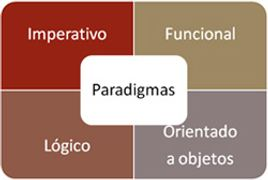 Imperativo
Funcional
Paradigmas
Lógico
Orientado
a objetos